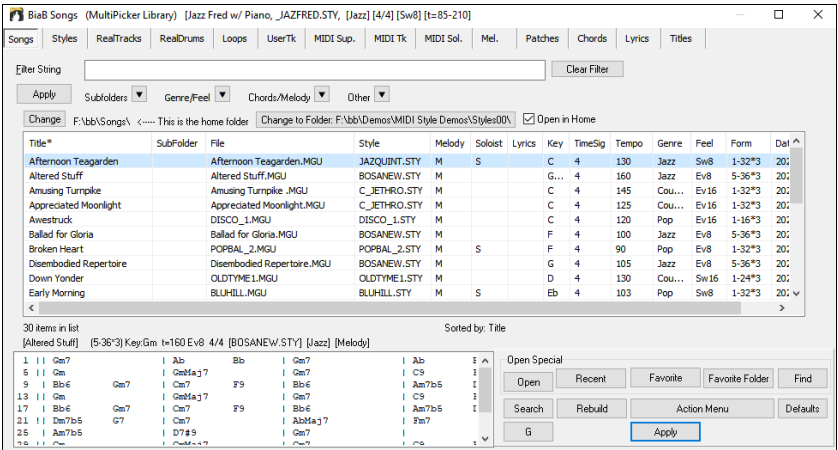 BiaB Songs (MultiPicker Library) [Jazz Fred w/ Piano, _JAZFRED.STY, [Jazz] [4/4] [Sw8] [t=85-210]
Songs Styles RealTracks RealDrums Loops UserTk MIDI Sup. MIDI Tk MIDI Sol. Mel. Patches Chords Lyrics Titles
Filter String Clear Filter
Apply Subfolders ▼ Genre/Feel ▼ Chords/Melody ▼ Other ▼
Change F:\bb\Songs\ <----- This is the home folder Change to Folder: F:\bb\Demos\MIDI Style Demos\Styles00\ Open in Home
Title* SubFolder File Style Melody Soloist Lyrics Key TimeSig Tempo Genre Feel Form Dat
Afternoon Teagarden Afternoon Teagarden.MGU JAZQUINT.STY M S C 4 130 Jazz Sw8 1-32*3 202
Altered Stuff Altered Stuff.MGU BOSANEW.STY M G... 4 160 Jazz Ev8 5-36*3 202
Amusing Turnpike Amusing Turnpike .MGU C_JETHRO.STY M C 4 145 Cou... Ev16 1-32*3 202
Appreciated Moonlight Appreciated Moonlight.MGU C_JETHRO.STY M C 4 125 Cou... Ev16 1-32*3 202
Awestruck DISCO_1.MGU DISCO_1.STY M C 4 120 Pop Ev16 1-16*3 202
Ballad for Gloria Ballad for Gloria.MGU BOSANEW.STY M F 4 100 Jazz Ev8 5-36*3 202
Broken Heart POPBAL_2.MGU POPBAL_2.STY M S F 4 90 Pop Ev8 1-32*3 202
Disembodied Repertoire Disembodied Repertoire.MGU BOSANEW.STY M G 4 105 Jazz Ev8 5-36*3 202
Down Yonder OLDTYME1.MGU OLDTYME1.STY M D 4 130 Cou... Sw16 1-24*3 202
Early Morning BLUHILL.MGU BLUHILL.STY M S Eb 4 103 Pop Sw8 1-32*3 202
30 items in list Sorted by: Title
[Altered Stuff] (5-36*3) Key:Gm t=160 Ev8 4/4 [BOSANEW.STY] [Jazz] [Melody]
1 || Gm7 | Ab Bb | Gm7 | Ab
5 || Gm | GmMaj7 | Gm7 | C9
9 | Bb6 Gm7 | Cm7 F9 | Bb6 | Am7b5
13 || Gm | GmMaj7 | Gm7 | C9
17 | Bb6 Gm7 | Cm7 F9 | Bb6 | Am7b5
21 || Dm7b5 G7 | Cm7 | AbMaj7 | Fm7
25 | Am7b5 | D7#9 | Gm7 |
29 || Cm | CmMaj7 | Cm7 | C9
Open Special
Open Recent Favorite Favorite Folder Find
Search Rebuild Action Menu Defaults
G Apply